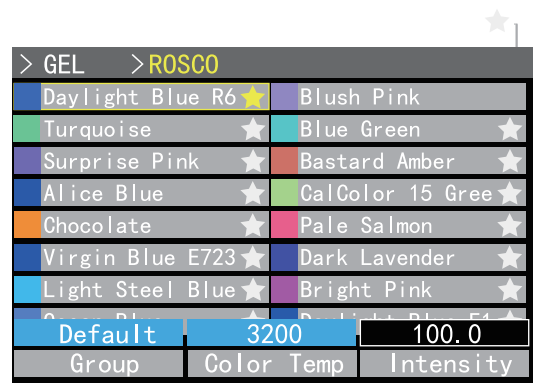 > GEL >ROSCO
Daylight Blue R6 Blush Pink
Turquoise Blue Green
Surprise Pink Bastard Amber
Alice Blue CalColor 15 Gree
Chocolate Pale Salmon
Virgin Blue E723 Dark Lavender
Light Steel Blue Bright Pink
Default 3200 100.0
Group Color Temp Intensity